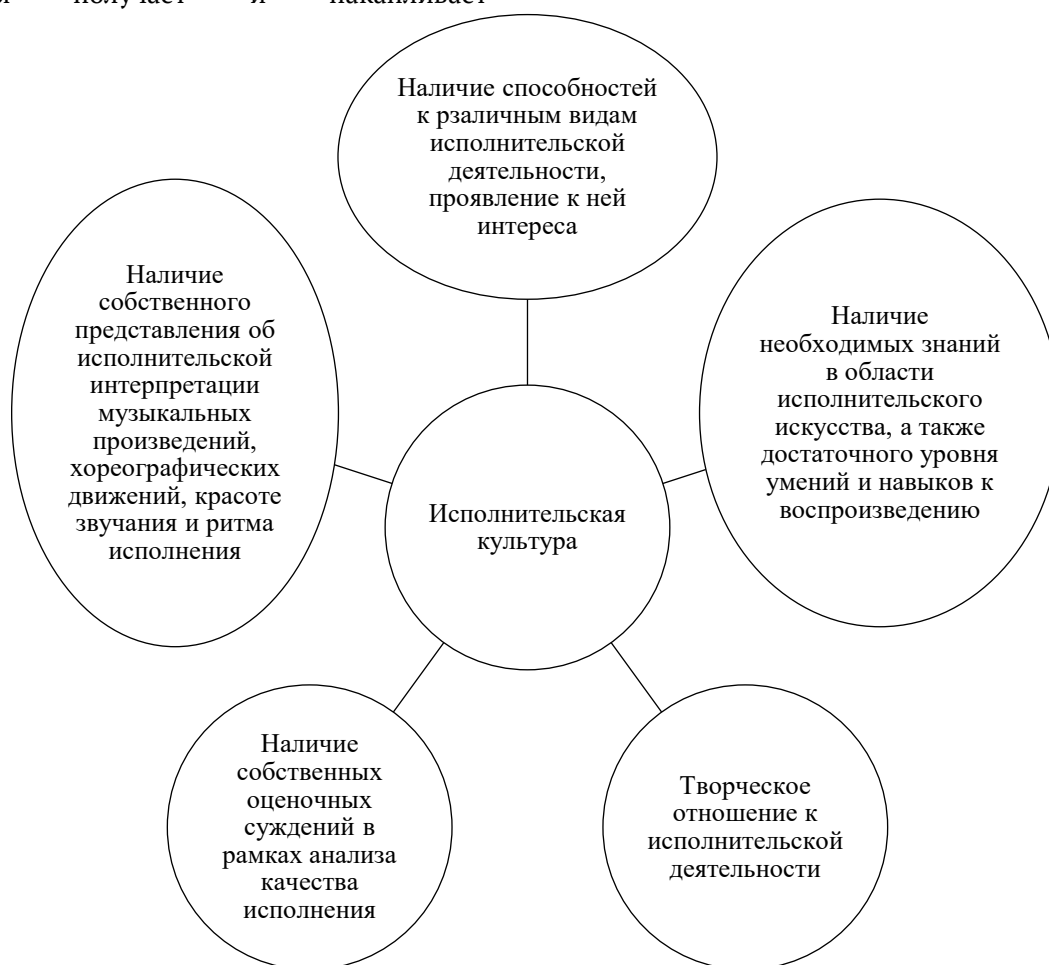 получает и накапливает
Наличие способностей
к рзаличным видам
исполнительской
деятельности,
проявление к ней
интереса
Наличие
собственного
представления об
исполнительской
интерпретации
музыкальных
произведений,
хореографических
движений, красоте
звучания и ритма
исполнения
Наличие
необходимых знаний
в области
исполнительского
искусства, а также
достаточного уровня
умений и навыков к
воспроизведению
Исполнительская
культура
Наличие
собственных
оценочных
суждений в
рамках анализа
качества
исполнения
Творческое
отношение к
исполнительской
деятельности